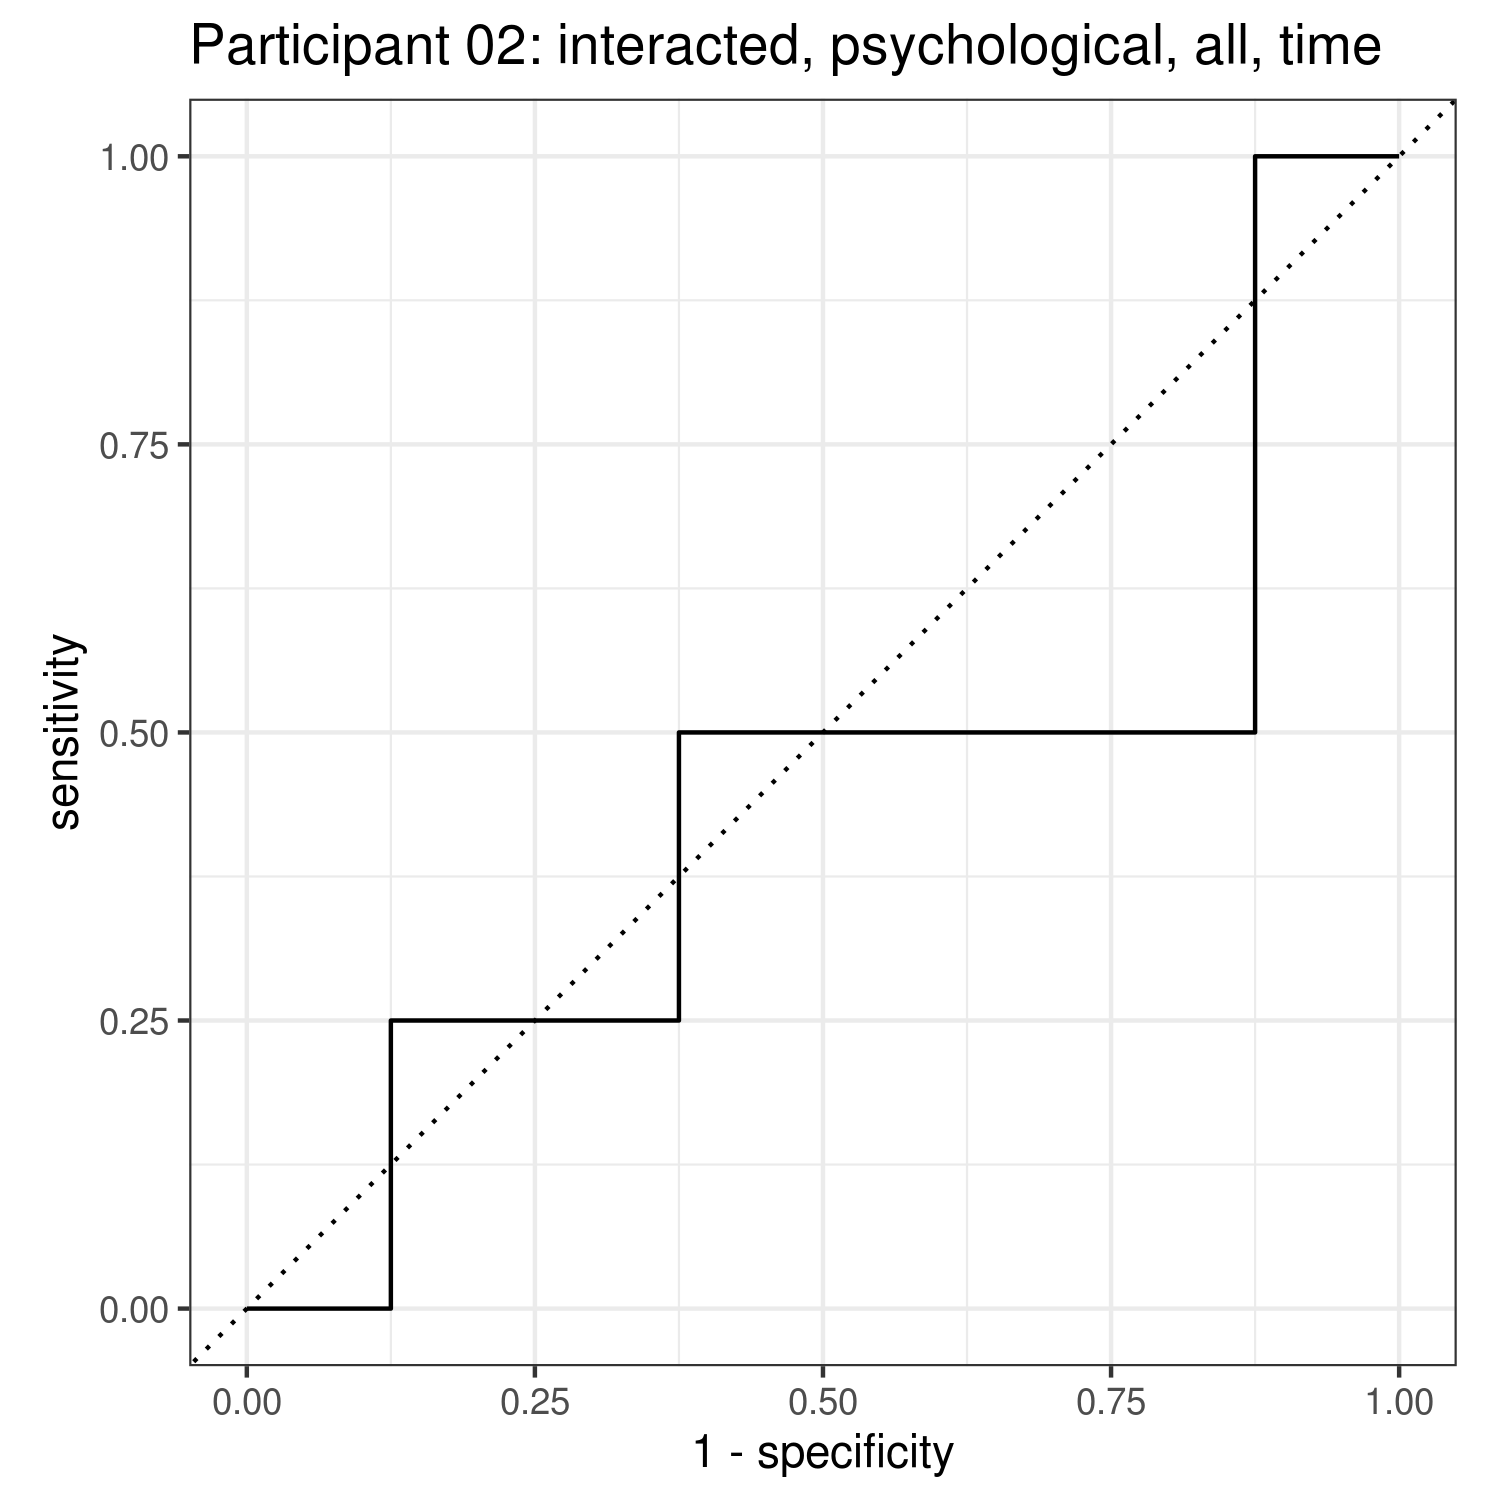 Participant 02: interacted, psychological, all, time
1.00
0.75
0.50
0.25
0.00
sensitivity
0.00 0.25 0.50 0.75 1.00
1 - specificity